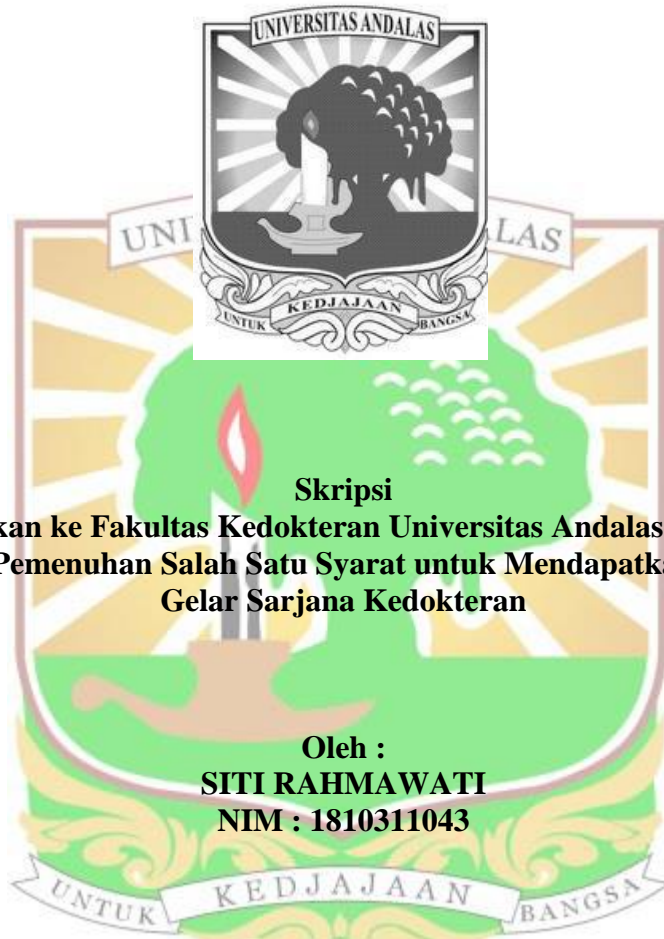 UNIVERSITAS ANDALAS
UNTUK KEDJAJAAN BANGSA
UNI LAS
Skripsi
kan ke Fakultas Kedokteran Universitas Andalas
Pemenuhan Salah Satu Syarat untuk Mendapatka
Gelar Sarjana Kedokteran
Oleh :
SITI RAHMAWATI
NIM : 1810311043
UNTUK KEDJAJAAN BANGSA